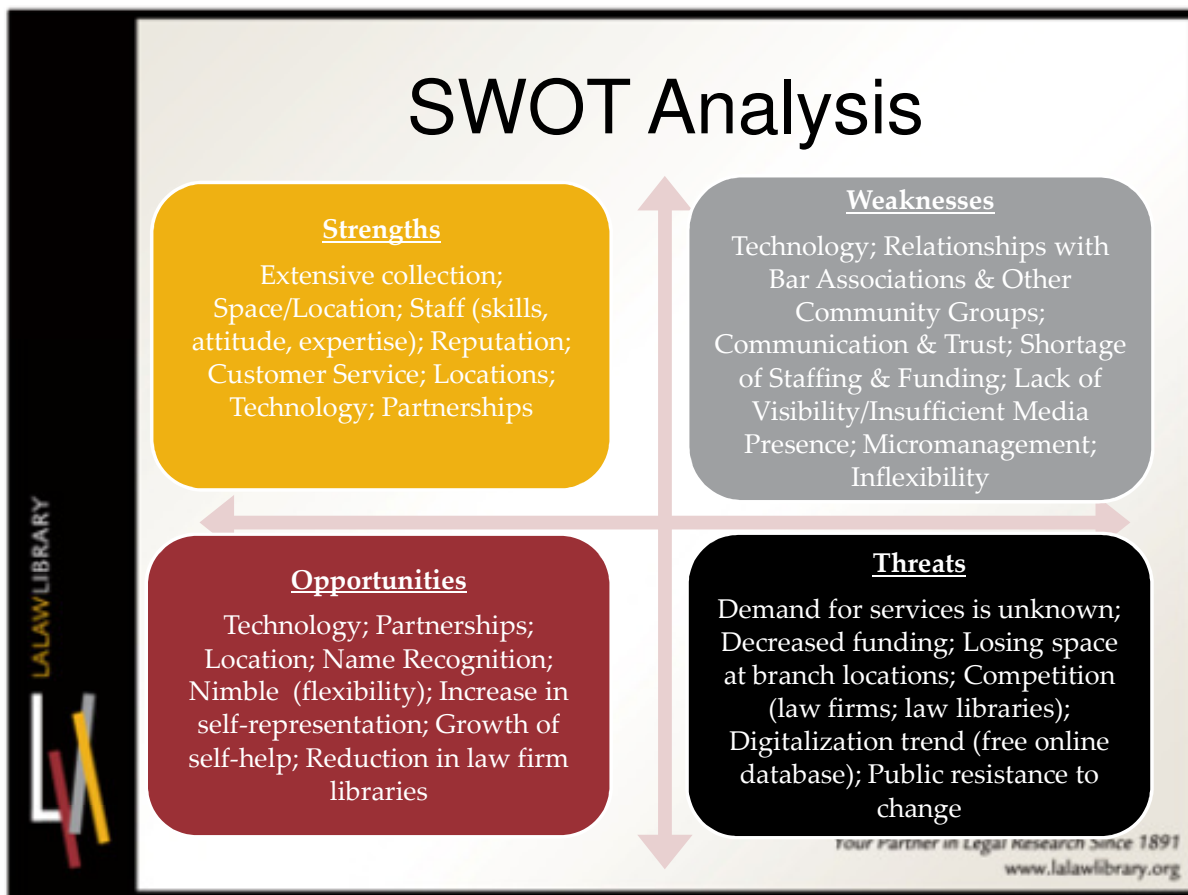 SWOT Analysis
Strengths
Extensive collection;
Space/Location; Staff (skills,
attitude, expertise); Reputation;
Customer Service; Locations;
Technology; Partnerships
Weaknesses
Technology; Relationships with
Bar Associations & Other
Community Groups;
Communication & Trust; Shortage
of Staffing & Funding; Lack of
Visibility/Insufficient Media
Presence; Micromanagement;
Inflexibility
Opportunities
Technology; Partnerships;
Location; Name Recognition;
Nimble  (flexibility); Increase in
self-representation; Growth of
self-help; Reduction in law firm
libraries
Threats
Demand for services is unknown;
Decreased funding; Losing space
at branch locations; Competition
(law firms; law libraries);
Digitalization trend (free online
database); Public resistance to
change
LALAWLIBRARY
Your Partner in Legal Research Since 1891
www.lalawlibrary.org